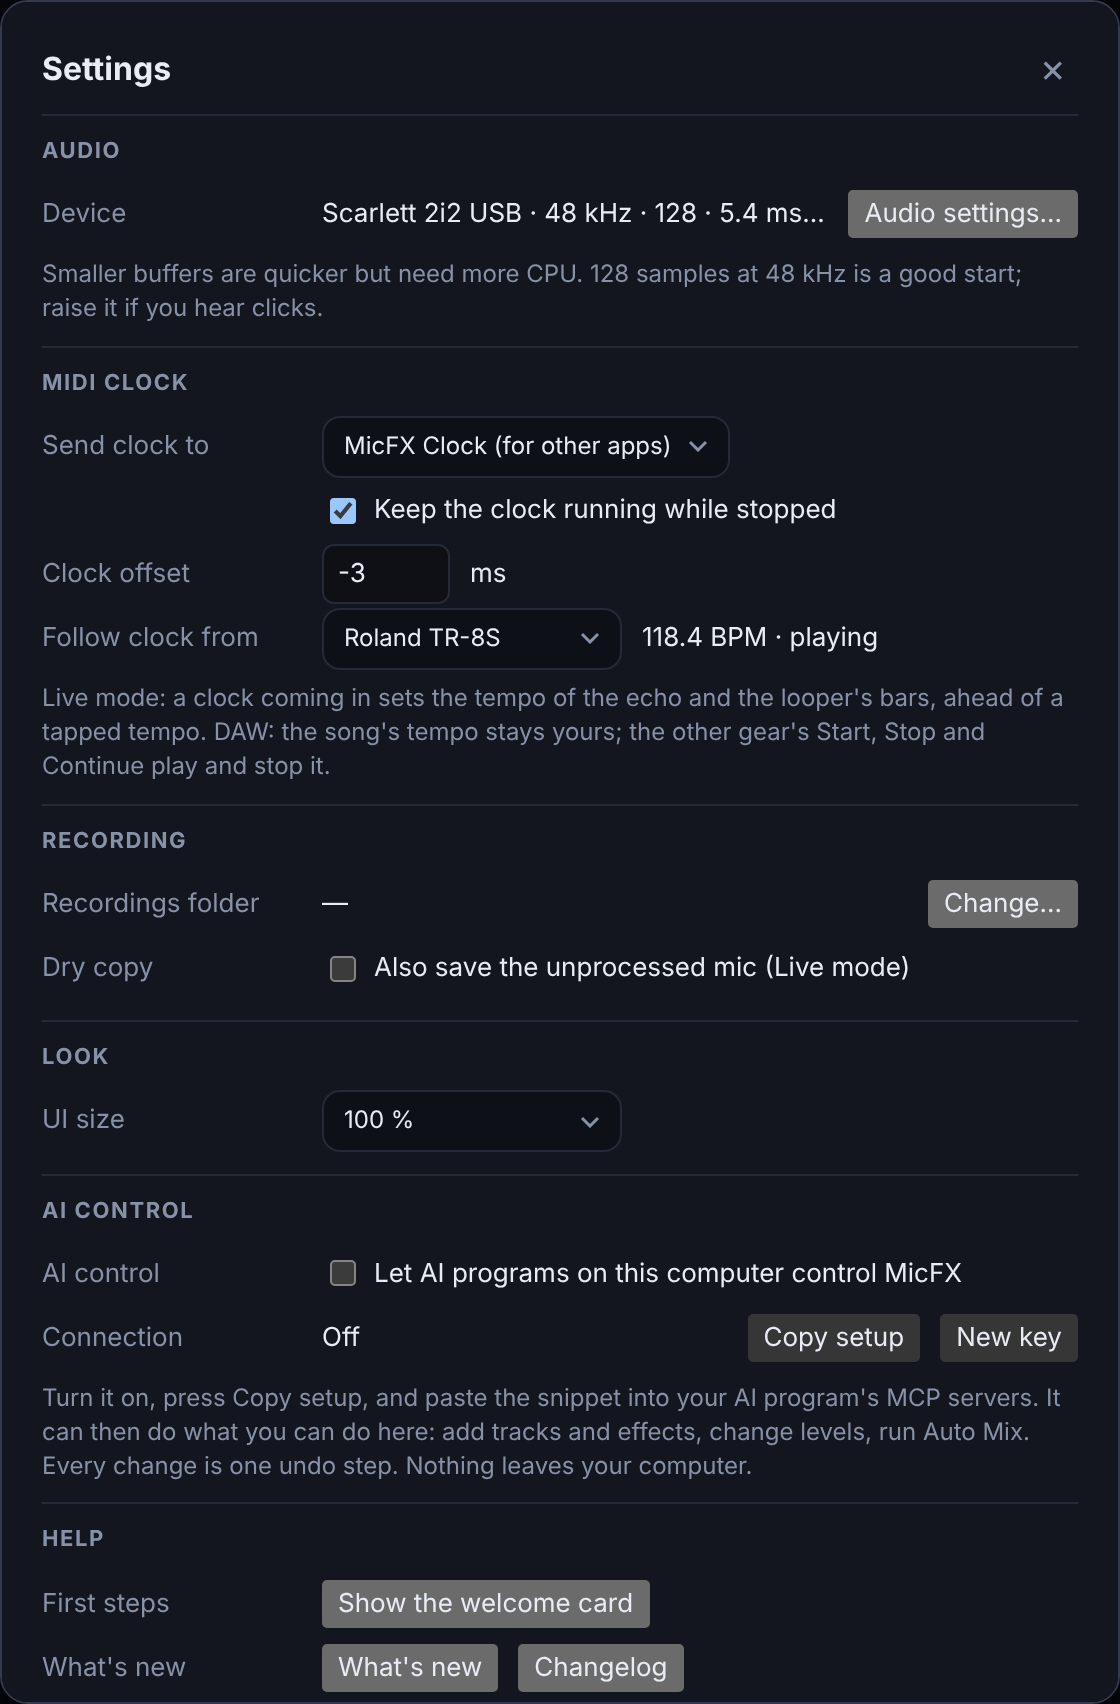 Settings
AUDIO
Device Scarlett 2i2 USB · 48 kHz · 128 · 5.4 ms... Audio settings...
Smaller buffers are quicker but need more CPU. 128 samples at 48 kHz is a good start;
raise it if you hear clicks.
MIDI CLOCK
Send clock to MicFX Clock (for other apps)
Keep the clock running while stopped
Clock offset -3 ms
Follow clock from Roland TR-8S 118.4 BPM · playing
Live mode: a clock coming in sets the tempo of the echo and the looper's bars, ahead of a
tapped tempo. DAW: the song's tempo stays yours; the other gear's Start, Stop and
Continue play and stop it.
RECORDING
Recordings folder — Change...
Dry copy Also save the unprocessed mic (Live mode)
LOOK
UI size 100 %
AI CONTROL
AI control Let AI programs on this computer control MicFX
Connection Off Copy setup New key
Turn it on, press Copy setup, and paste the snippet into your AI program's MCP servers. It
can then do what you can do here: add tracks and effects, change levels, run Auto Mix.
Every change is one undo step. Nothing leaves your computer.
HELP
First steps Show the welcome card
What's new What's new Changelog